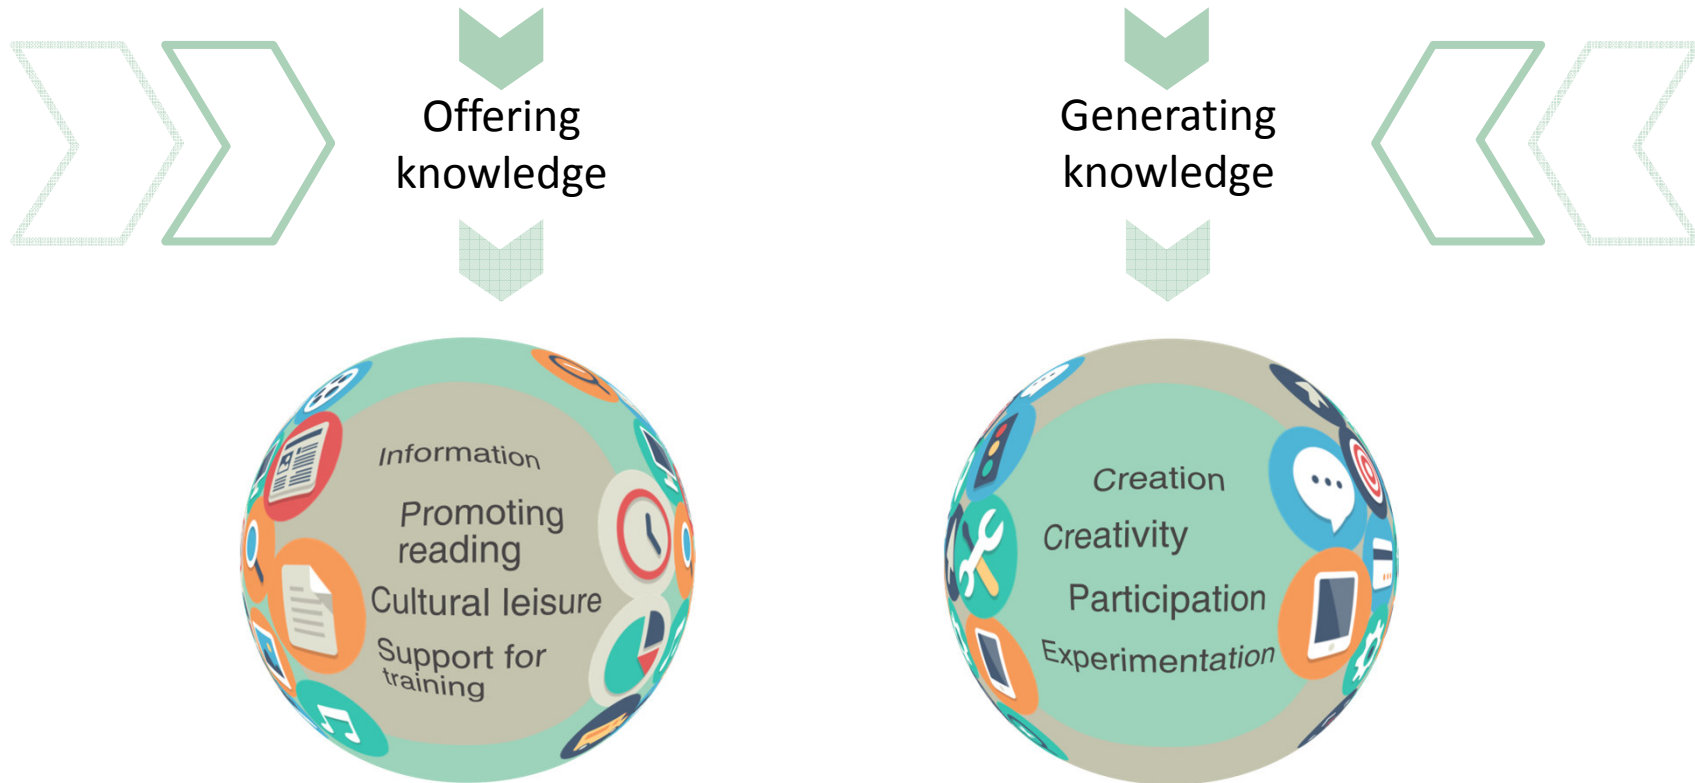 Offering
knowledge
Generating
knowledge
Information
Promoting
reading
Cultural leisure
Support for
training
Creation
Creativity
Participation
Experimentation